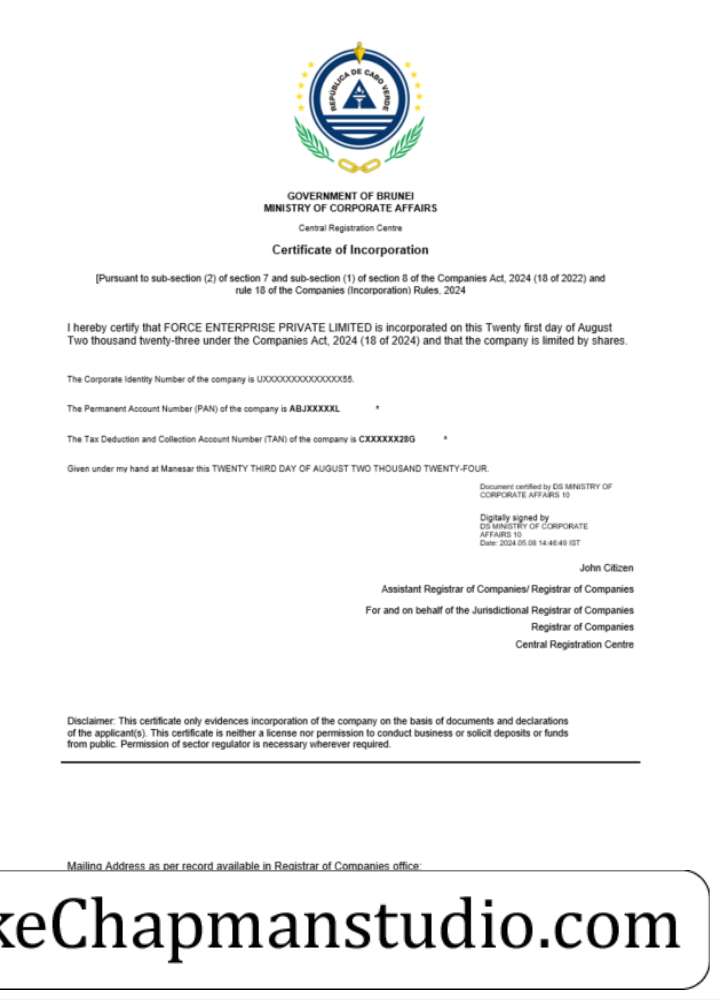 REPÚBLICA DE CABO VERDE
GOVERNMENT OF BRUNEI
MINISTRY OF CORPORATE AFFAIRS
Central Registration Centre
Certificate of Incorporation
[Pursuant to sub-section (2) of section 7 and sub-section (1) of section 8 of the Companies Act, 2024 (18 of 2022) and
rule 18 of the Companies (Incorporation) Rules, 2024
I hereby certify that FORCE ENTERPRISE PRIVATE LIMITED is incorporated on this Twenty first day of August
Two thousand twenty-three under the Companies Act, 2024 (18 of 2024) and that the company is limited by shares.
The Corporate Identity Number of the company is UXXXXXXXXXXXXXX55.
The Permanent Account Number (PAN) of the company is ABJXXXXXL *
The Tax Deduction and Collection Account Number (TAN) of the company is CXXXXXX28G *
Given under my hand at Manesar this TWENTY THIRD DAY OF AUGUST TWO THOUSAND TWENTY-FOUR.
Document certified by DS MINISTRY OF
CORPORATE AFFAIRS 10
Digitally signed by
DS MINISTRY OF CORPORATE
AFFAIRS 10
Date: 2024.05.08 14:46:49 IST
John Citizen
Assistant Registrar of Companies/ Registrar of Companies
For and on behalf of the Jurisdictional Registrar of Companies
Registrar of Companies
Central Registration Centre
Disclaimer: This certificate only evidences incorporation of the company on the basis of documents and declarations
of the applicant(s). This certificate is neither a license nor permission to conduct business or solicit deposits or funds
from public. Permission of sector regulator is necessary wherever required.
Mailing Address as per record available in Registrar of Companies office:
keChapmanstudio.com